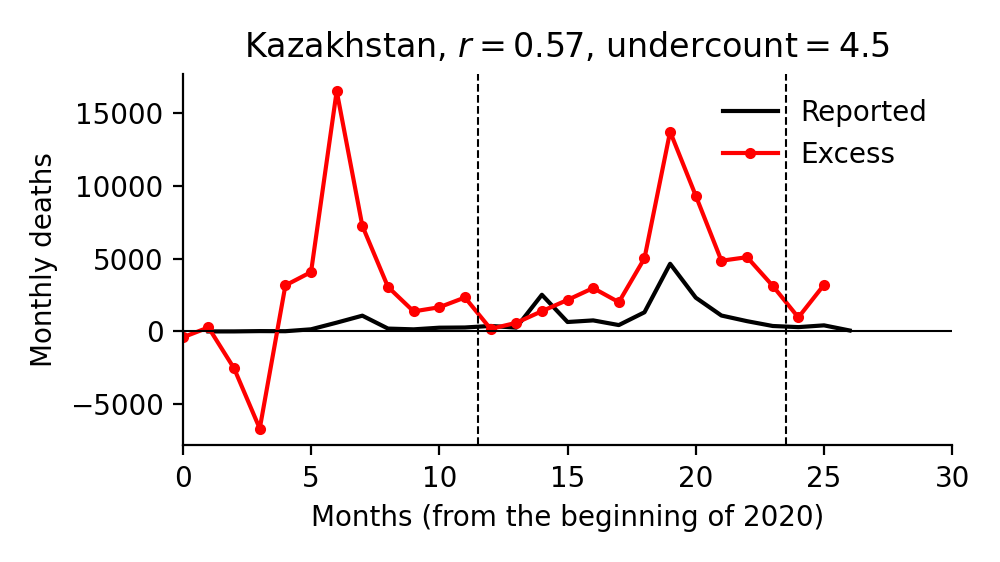 Kazakhstan, r = 0.57, undercount = 4.5
Reported
Excess
Monthly deaths
15000
10000
5000
0
−5000
0 5 10 15 20 25 30
Months (from the beginning of 2020)